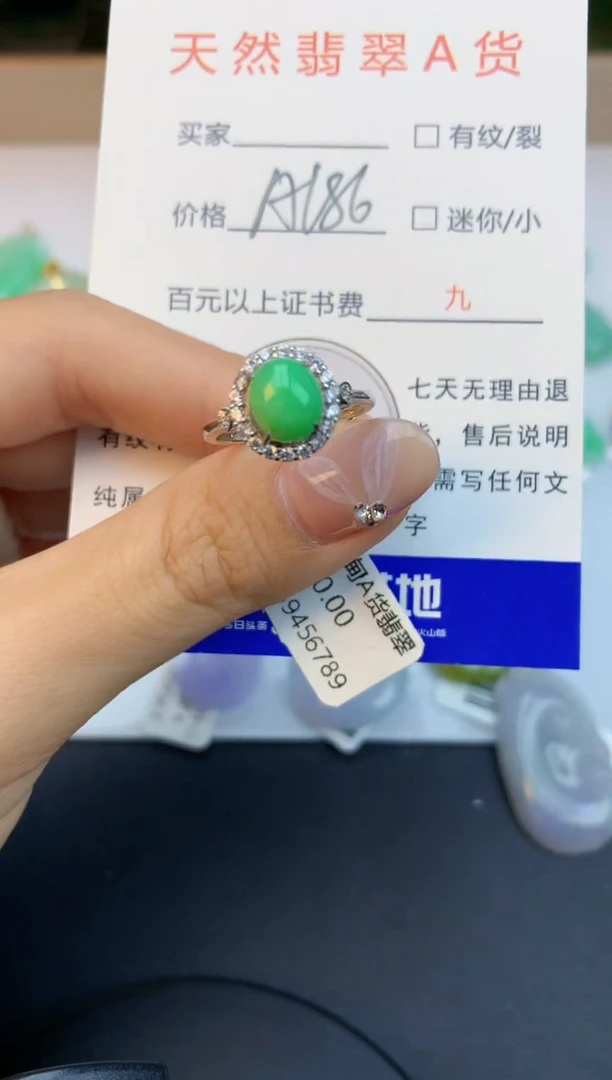 天然翡翠A货
买家 □ 有纹/裂
价格 A186 □ 迷你/小
百元以上证书费 九
七天无理由退
，售后说明
纯属 需写任何文
字
地
甸A货翡翠
0.00
9456789